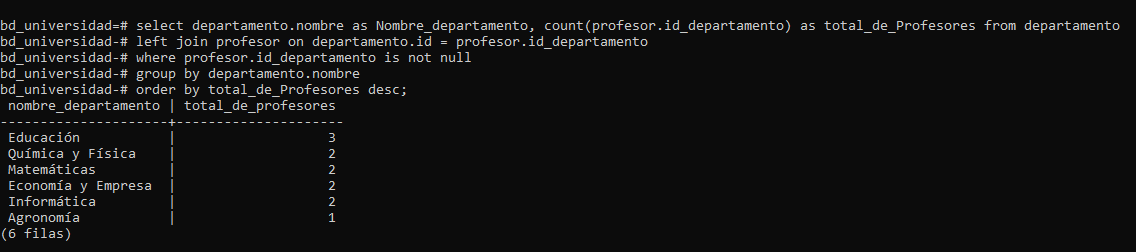 bd_universidad=# select departamento.nombre as Nombre_departamento, count(profesor.id_departamento) as total_de_Profesores from departamento
bd_universidad-# left join profesor on departamento.id = profesor.id_departamento
bd_universidad-# where profesor.id_departamento is not null
bd_universidad-# group by departamento.nombre
bd_universidad-# order by total_de_Profesores desc;
 nombre_departamento | total_de_profesores
---------------------+---------------------
 Educación           |                   3
 Química y Física    |                   2
 Matemáticas         |                   2
 Economía y Empresa  |                   2
 Informática         |                   2
 Agronomía           |                   1
(6 filas)